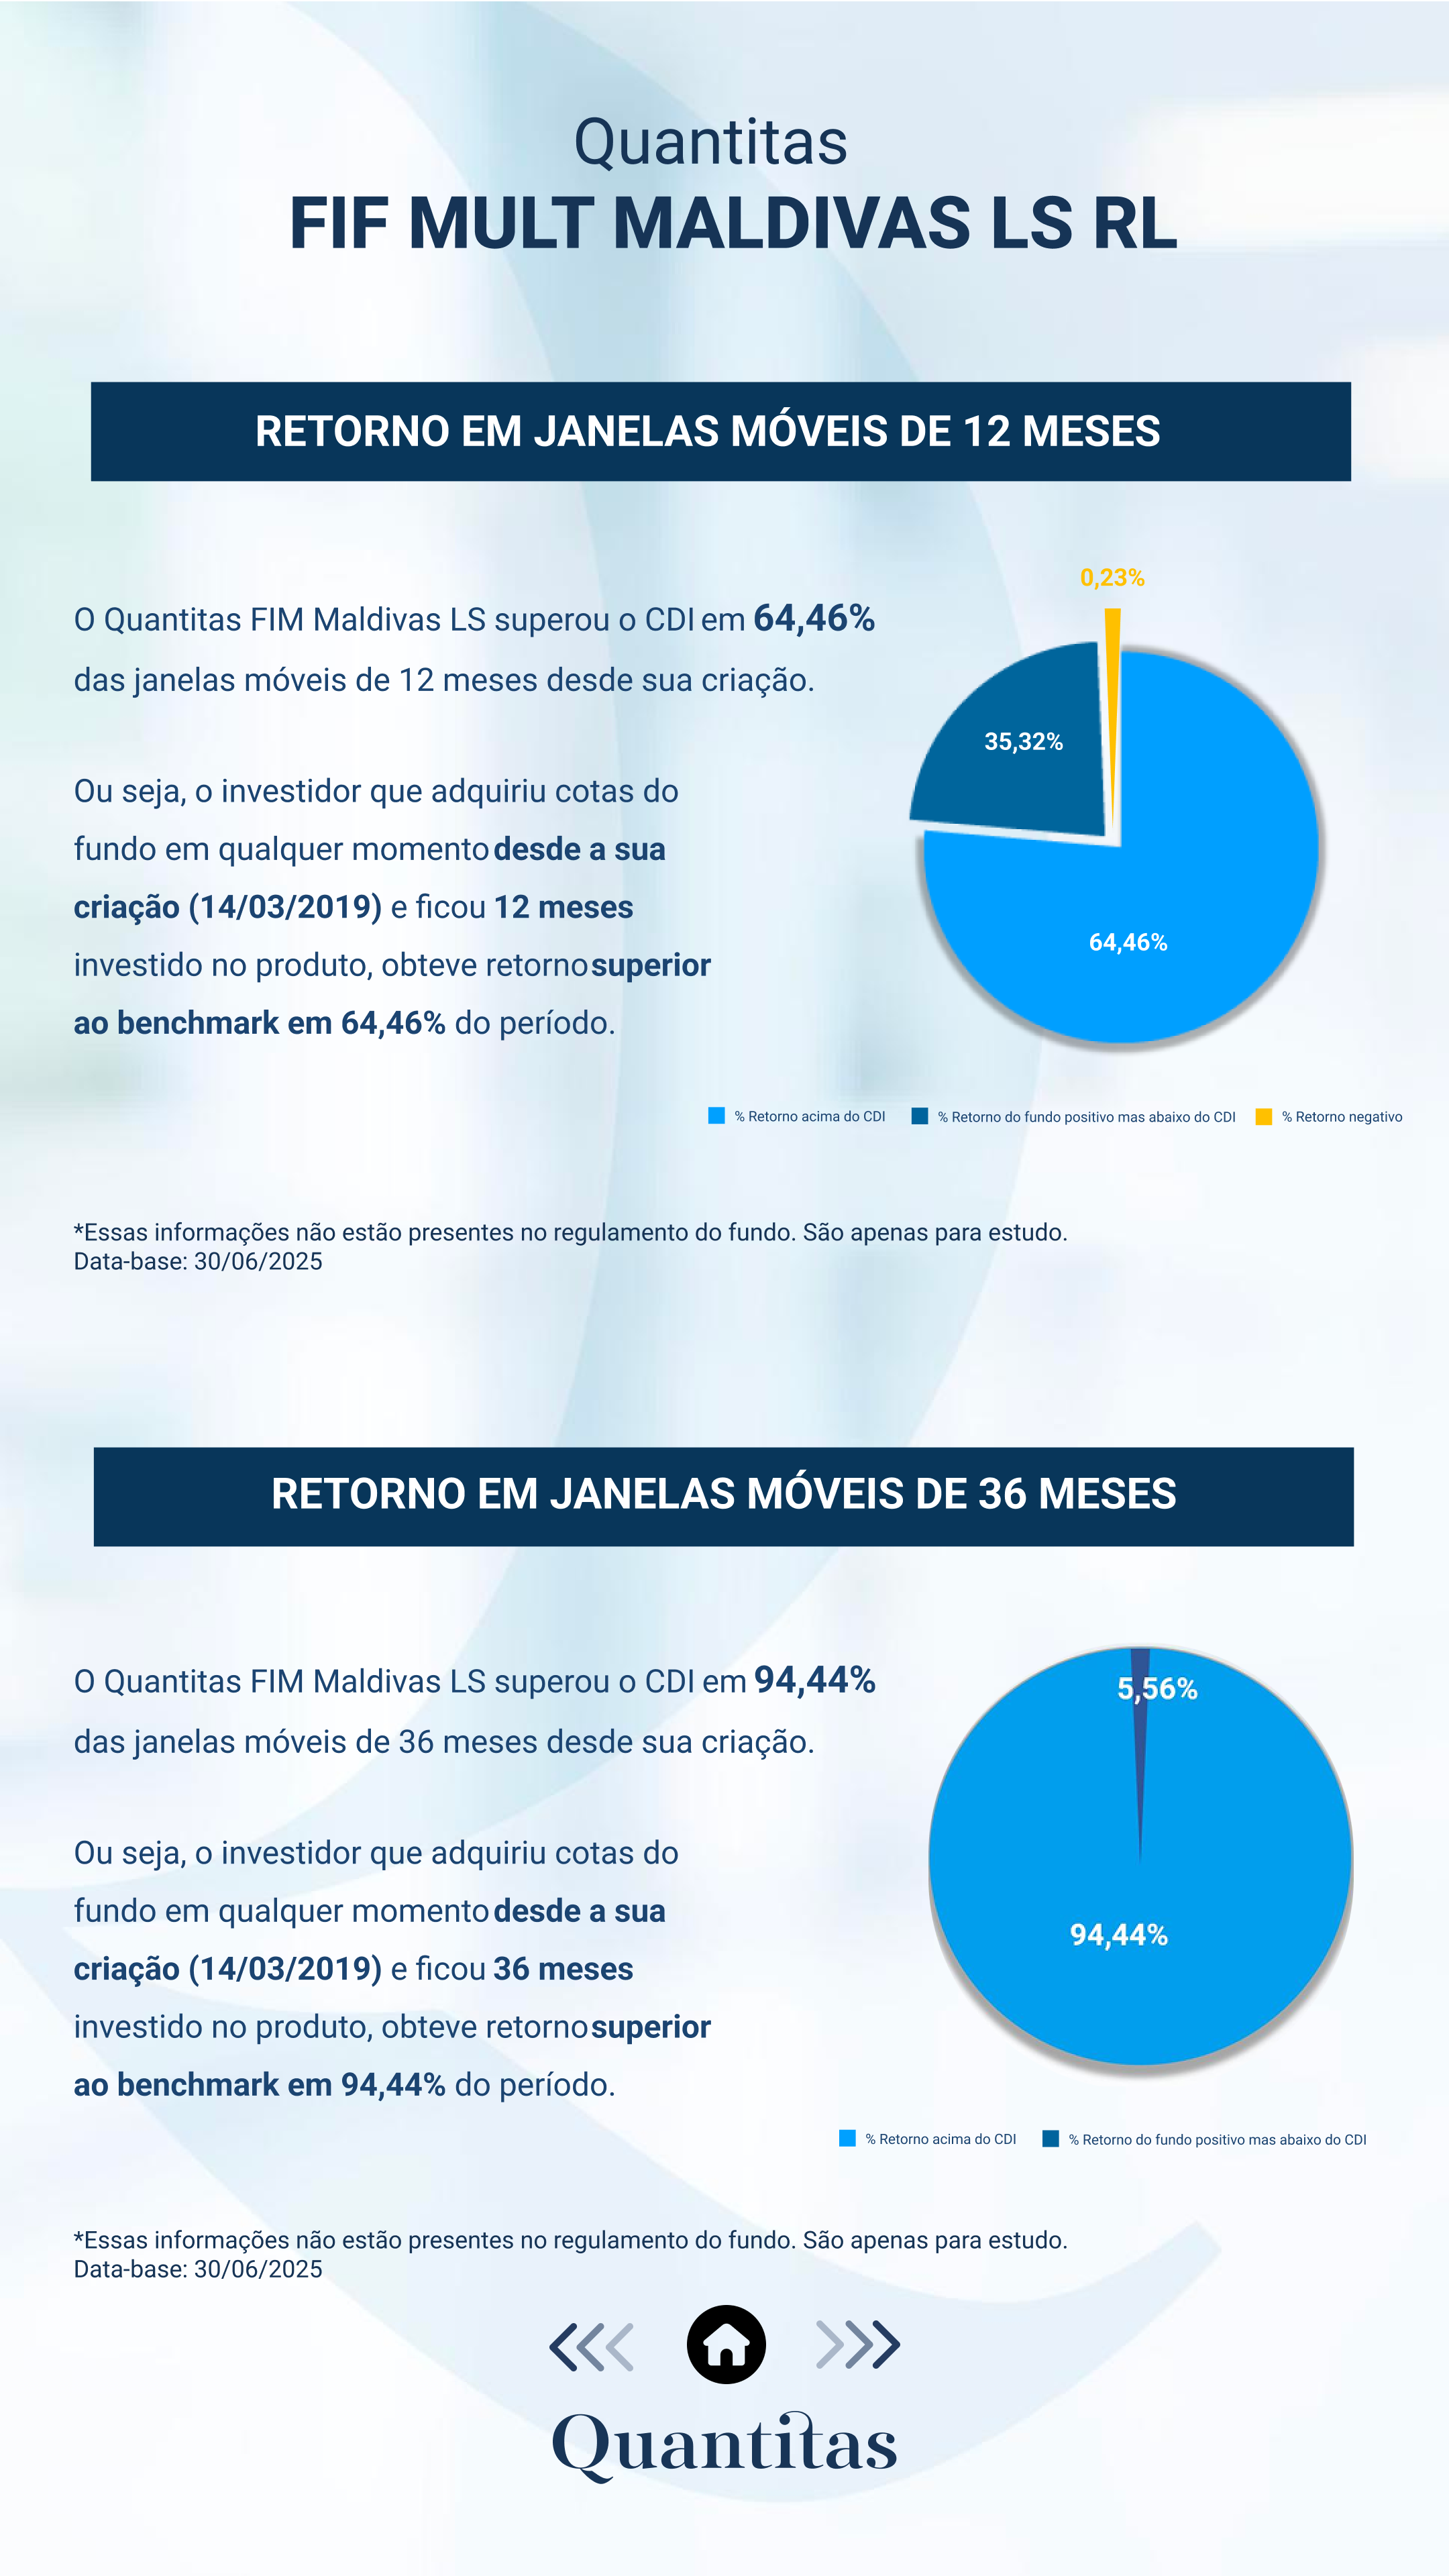 Quantitas
FIF MULT MALDIVAS LS RL
RETORNO EM JANELAS MÓVEIS DE 12 MESES
O Quantitas FIM Maldivas LS superou o CDI em 64,46%
das janelas móveis de 12 meses desde sua criação.
Ou seja, o investidor que adquiriu cotas do
fundo em qualquer momento desde a sua
criação (14/03/2019) e ficou 12 meses
investido no produto, obteve retorno superior
ao benchmark em 64,46% do período.
0,23%
35,32%
64,46%
% Retorno acima do CDI
% Retorno do fundo positivo mas abaixo do CDI
% Retorno negativo
*Essas informações não estão presentes no regulamento do fundo. São apenas para estudo.
Data-base: 30/06/2025
RETORNO EM JANELAS MÓVEIS DE 36 MESES
O Quantitas FIM Maldivas LS superou o CDI em 94,44%
das janelas móveis de 36 meses desde sua criação.
Ou seja, o investidor que adquiriu cotas do
fundo em qualquer momento desde a sua
criação (14/03/2019) e ficou 36 meses
investido no produto, obteve retorno superior
ao benchmark em 94,44% do período.
5,56%
94,44%
% Retorno acima do CDI
% Retorno do fundo positivo mas abaixo do CDI
*Essas informações não estão presentes no regulamento do fundo. São apenas para estudo.
Data-base: 30/06/2025
Quantitas